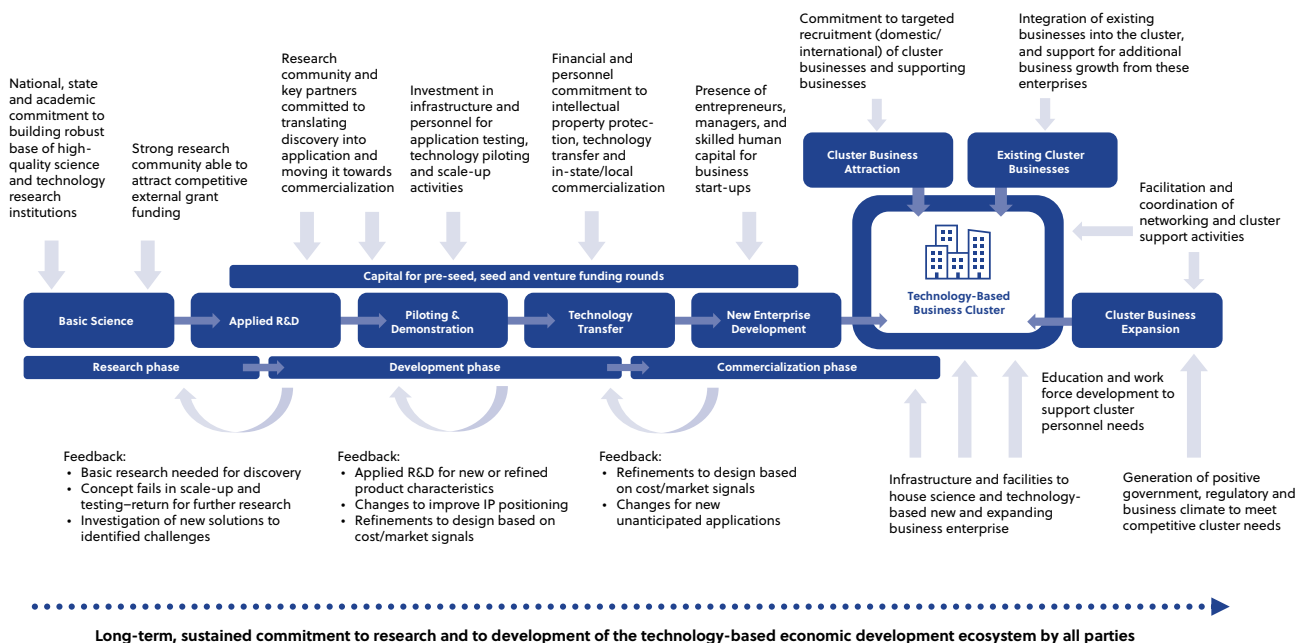 National, state
and academic
commitment to
building robust
base of high-
quality science
and technology
research
institutions
Strong research
community able to
attract competitive
external grant
funding
Research
community and
key partners
committed to
translating
discovery into
application and
moving it towards
commercialization
Investment in
infrastructure and
personnel for
application testing,
technology piloting
and scale-up
activities
Financial and
personnel
commitment to
intellectual
property protec-
tion, technology
transfer and
in-state/local
commercialization
Presence of
entrepreneurs,
managers, and
skilled human
capital for
business
start-ups
Commitment to targeted
recruitment (domestic/
international) of cluster
businesses and supporting
businesses
Integration of existing
businesses into the cluster,
and support for additional
business growth from these
enterprises
Cluster Business
Attraction
Existing Cluster
Businesses
Facilitation and
coordination of
networking and cluster
support activities
Capital for pre-seed, seed and venture funding rounds
Basic Science
Applied R&D
Piloting &
Demonstration
Technology
Transfer
New Enterprise
Development
Technology-Based
Business Cluster
Cluster Business
Expansion
Research phase
Development phase
Commercialization phase
Education and work
force development to
support cluster
personnel needs
Feedback:
• Basic research needed for discovery
• Concept fails in scale-up and
testing–return for further research
• Investigation of new solutions to
identified challenges
Feedback:
• Applied R&D for new or refined
product characteristics
• Changes to improve IP positioning
• Refinements to design based on
cost/market signals
Feedback:
• Refinements to design based
on cost/market signals
• Changes for new
unanticipated applications
Infrastructure and facilities to
house science and technology-
based new and expanding
business enterprise
Generation of positive
government, regulatory and
business climate to meet
competitive cluster needs
Long-term, sustained commitment to research and to development of the technology-based economic development ecosystem by all parties